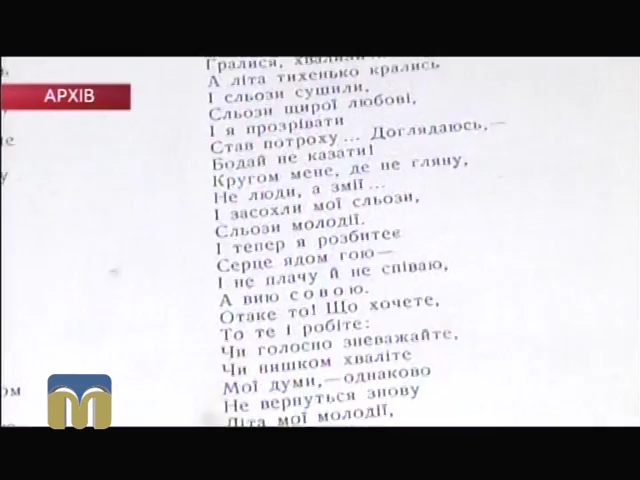 Гралися,
А літа тихенько крались
І сльози сушили,
Сльози щирої любові,
І я прозрівати
Став потроху... Доглядаюсь,—
Бодай не казати!
Кругом мене, де не гляну,
Не люди, а змії...
І засохли мої сльози,
Сльози молодії.
І тепер я розбитеє
Серце ядом гою—
І не плачу й не співаю,
А вию совою.
Отаке то! Що хочете,
То те і робіте:
Чи голосно зневажайте,
Чи нишком хваліте
Мої думи,—однаково
Не вернуться знову
Літа мої молодії,
АРХІВ